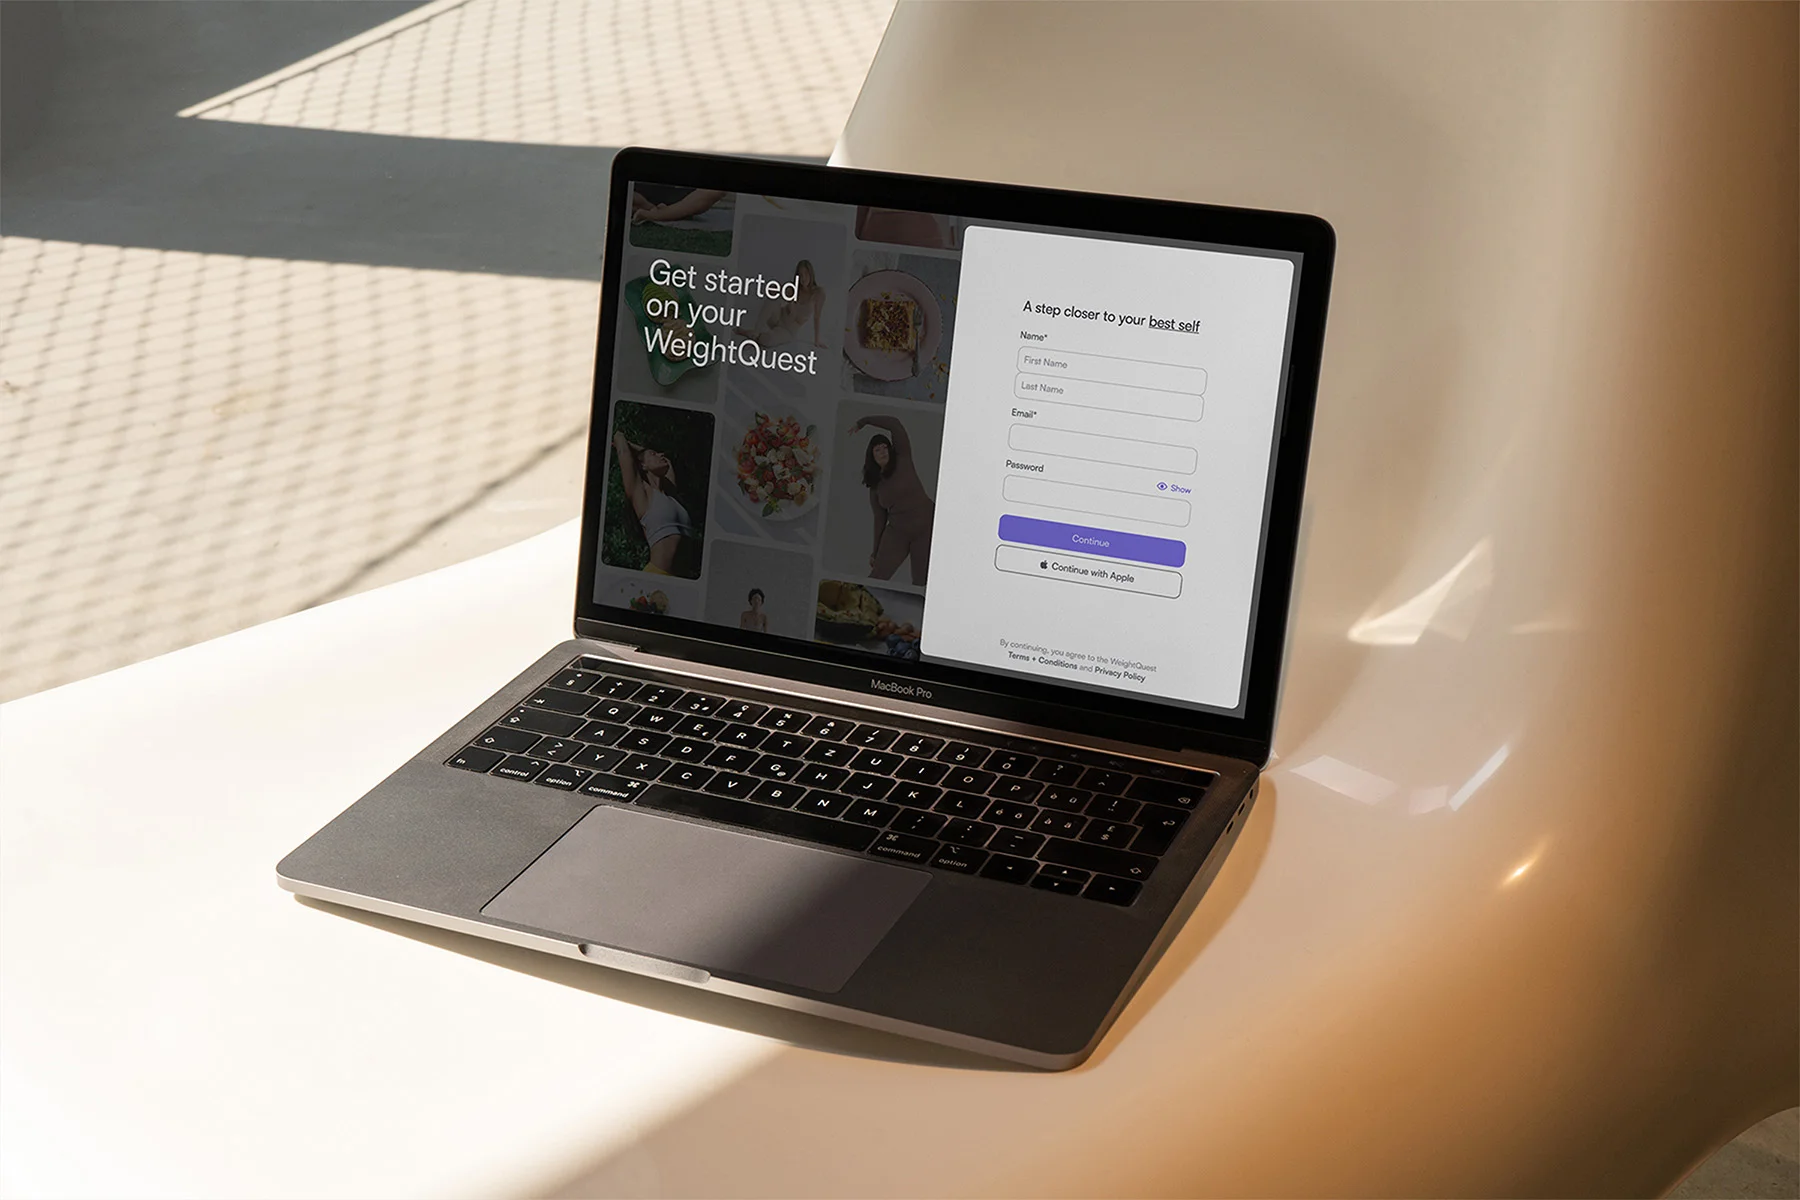 Get started
on your
WeightQuest
A step closer to your best self
Name*
First Name
Last Name
Email*
Password
Show
Continue
Continue with Apple
By continuing, you agree to the WeightQuest
Terms + Conditions and Privacy Policy
MacBook Pro
Q W E R T Z U I O P
A S D F G H J K L
Y X C V B N M
fn control option command
command option